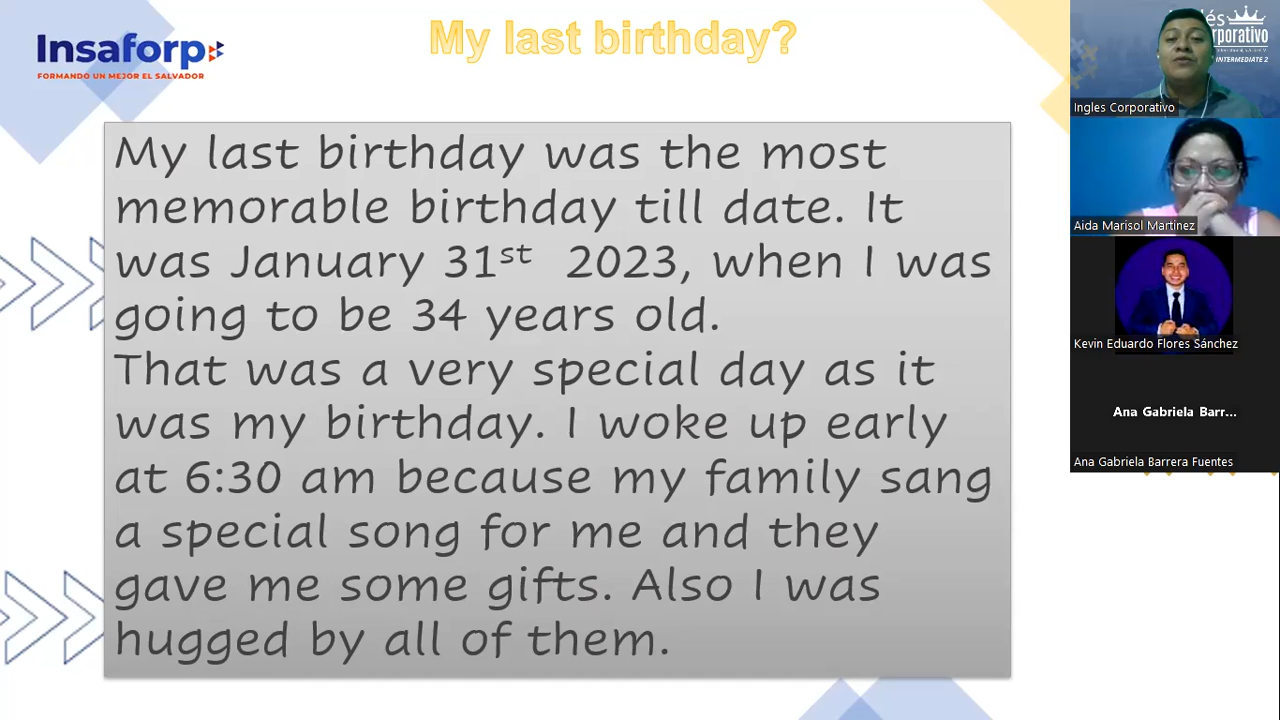 Insaforp
FORMANDO UN MEJOR EL SALVADOR
My last birthday?
My last birthday was the most
memorable birthday till date. It
was January 31st 2023, when I was
going to be 34 years old.
That was a very special day as it
was my birthday. I woke up early
at 6:30 am because my family sang
a special song for me and they
gave me some gifts. Also I was
hugged by all of them.
INTERMEDIATE 2
Ingles Corporativo
Aida Marisol Martinez
Kevin Eduardo Flores Sánchez
Ana Gabriela Barr...
Ana Gabriela Barrera Fuentes